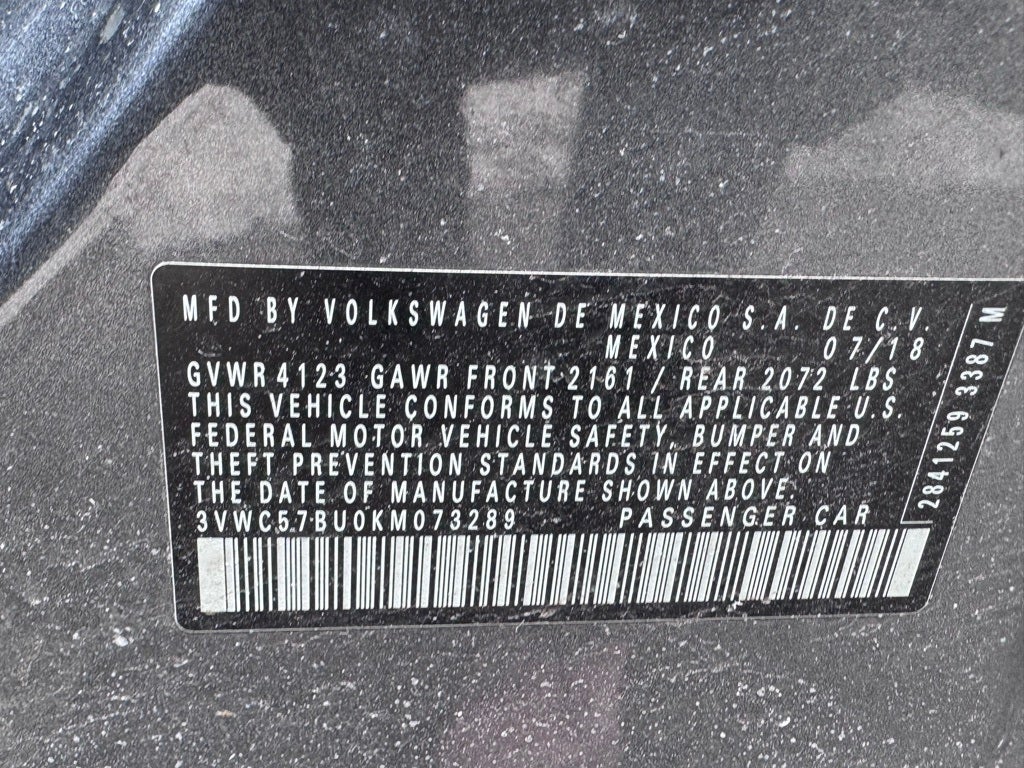 MFD BY VOLKSWAGEN DE MEXICO S.A. DE C.V.
MEXICO 07/18
GVWR 4123 GAWR FRONT 2161 / REAR 2072 LBS
THIS VEHICLE CONFORMS TO ALL APPLICABLE U.S.
FEDERAL MOTOR VEHICLE SAFETY, BUMPER AND
THEFT PREVENTION STANDARDS IN EFFECT ON
THE DATE OF MANUFACTURE SHOWN ABOVE.
3VWC57BU0KM073289 PASSENGER CAR
2841259 3387 M